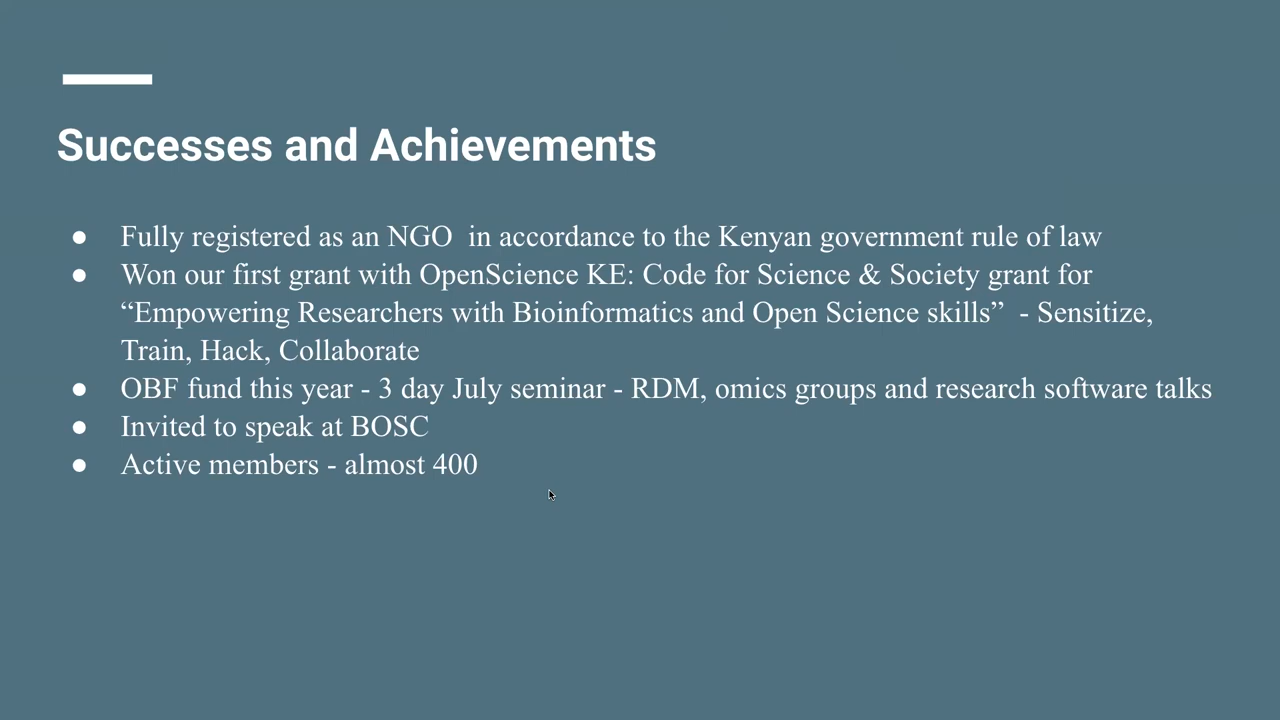 Successes and Achievements
● Fully registered as an NGO  in accordance to the Kenyan government rule of law
● Won our first grant with OpenScience KE: Code for Science & Society grant for
“Empowering Researchers with Bioinformatics and Open Science skills”  - Sensitize,
Train, Hack, Collaborate
● OBF fund this year - 3 day July seminar - RDM, omics groups and research software talks
● Invited to speak at BOSC
● Active members - almost 400